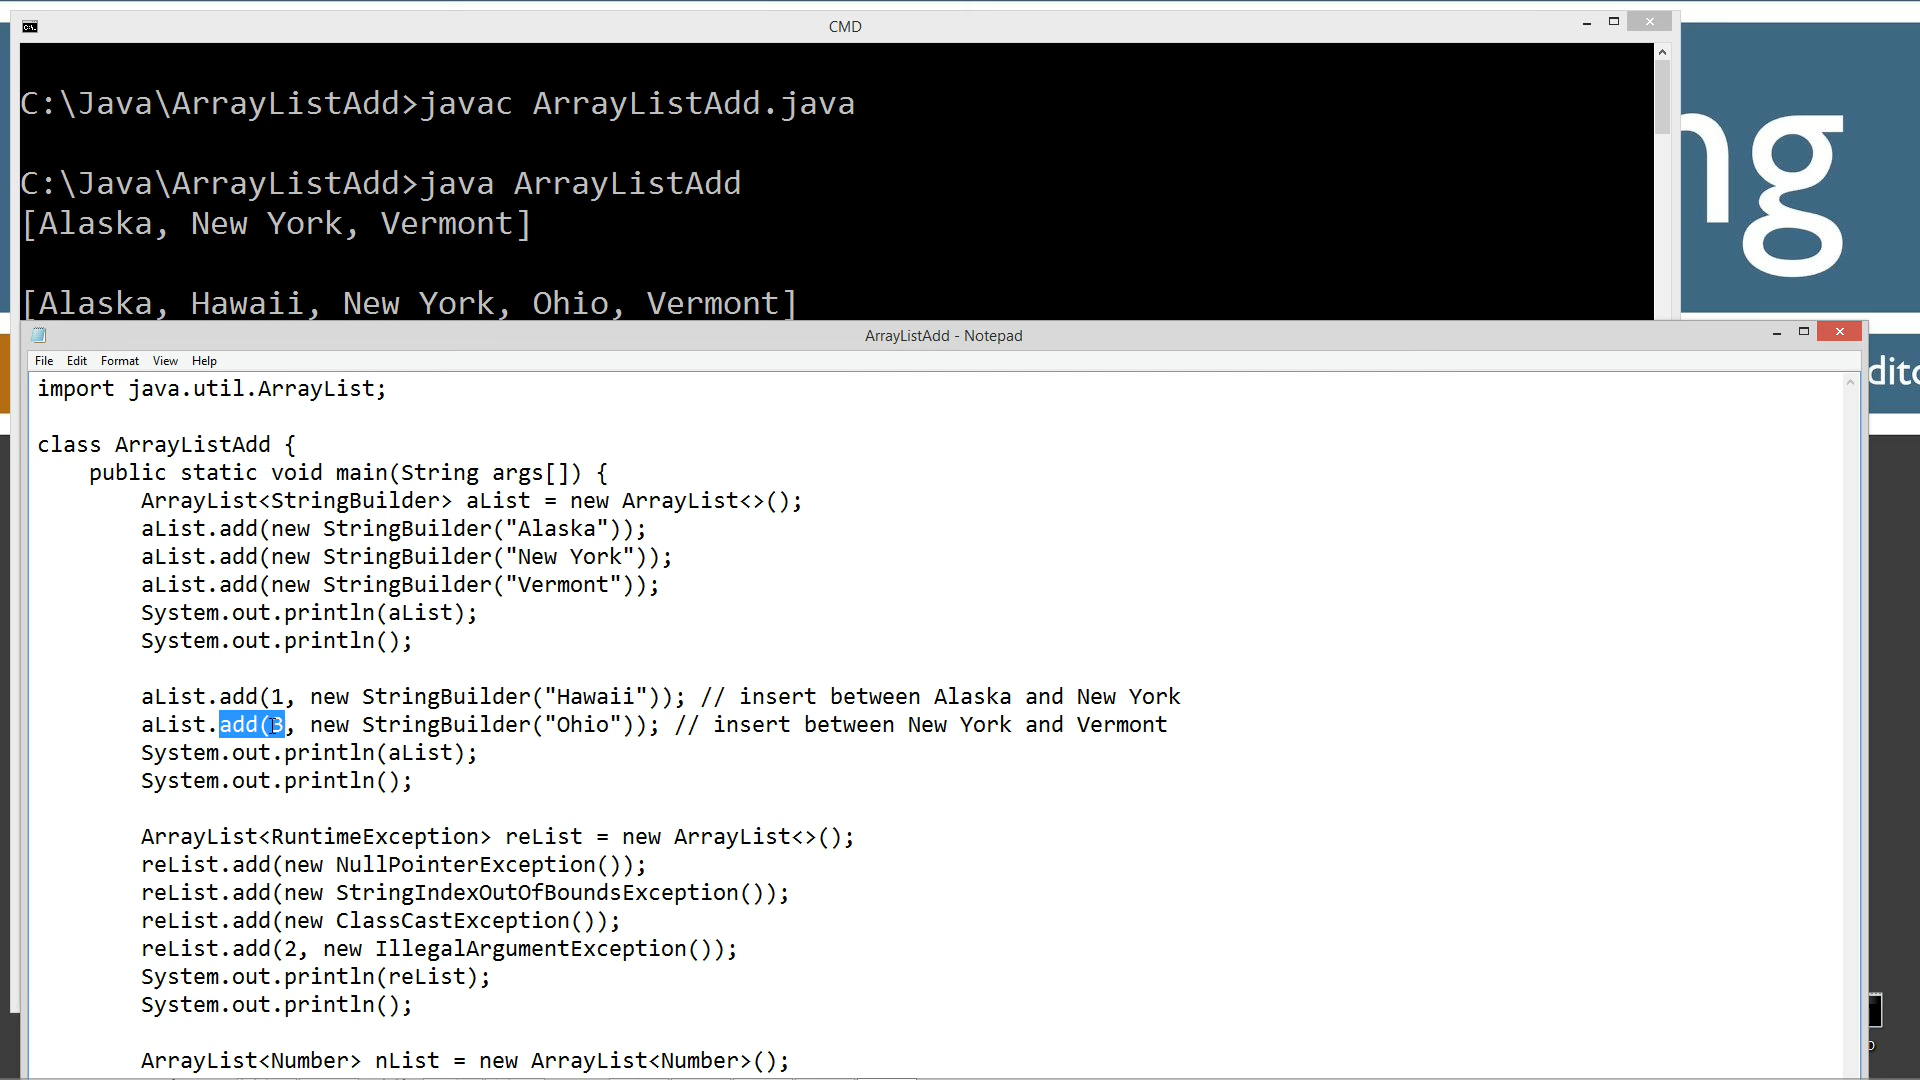 CMD
C:\Java\ArrayListAdd>javac ArrayListAdd.java
C:\Java\ArrayListAdd>java ArrayListAdd
[Alaska, New York, Vermont]
[Alaska, Hawaii, New York, Ohio, Vermont]
ng
ArrayListAdd - Notepad
File Edit Format View Help
dito
import java.util.ArrayList;
class ArrayListAdd {
public static void main(String args[]) {
ArrayList<StringBuilder> aList = new ArrayList<>();
aList.add(new StringBuilder("Alaska"));
aList.add(new StringBuilder("New York"));
aList.add(new StringBuilder("Vermont"));
System.out.println(aList);
System.out.println();
aList.add(1, new StringBuilder("Hawaii")); // insert between Alaska and New York
aList.add(3, new StringBuilder("Ohio")); // insert between New York and Vermont
System.out.println(aList);
System.out.println();
ArrayList<RuntimeException> reList = new ArrayList<>();
reList.add(new NullPointerException());
reList.add(new StringIndexOutOfBoundsException());
reList.add(new ClassCastException());
reList.add(2, new IllegalArgumentException());
System.out.println(reList);
System.out.println();
ArrayList<Number> nList = new ArrayList<Number>();